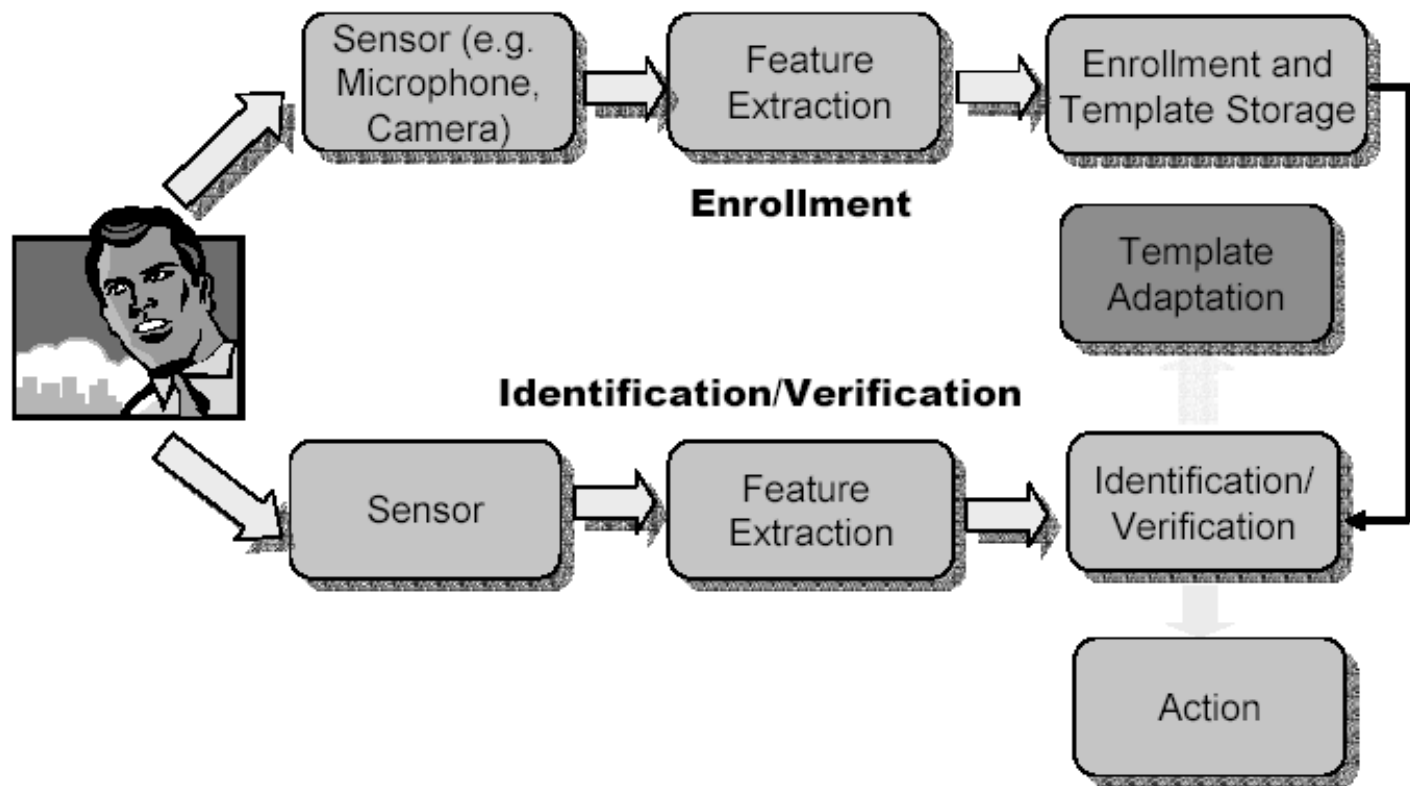 Sensor (e.g.
Microphone,
Camera)
Feature
Extraction
Enrollment and
Template Storage
Enrollment
Template
Adaptation
Identification/Verification
Sensor
Feature
Extraction
Identification/
Verification
Action